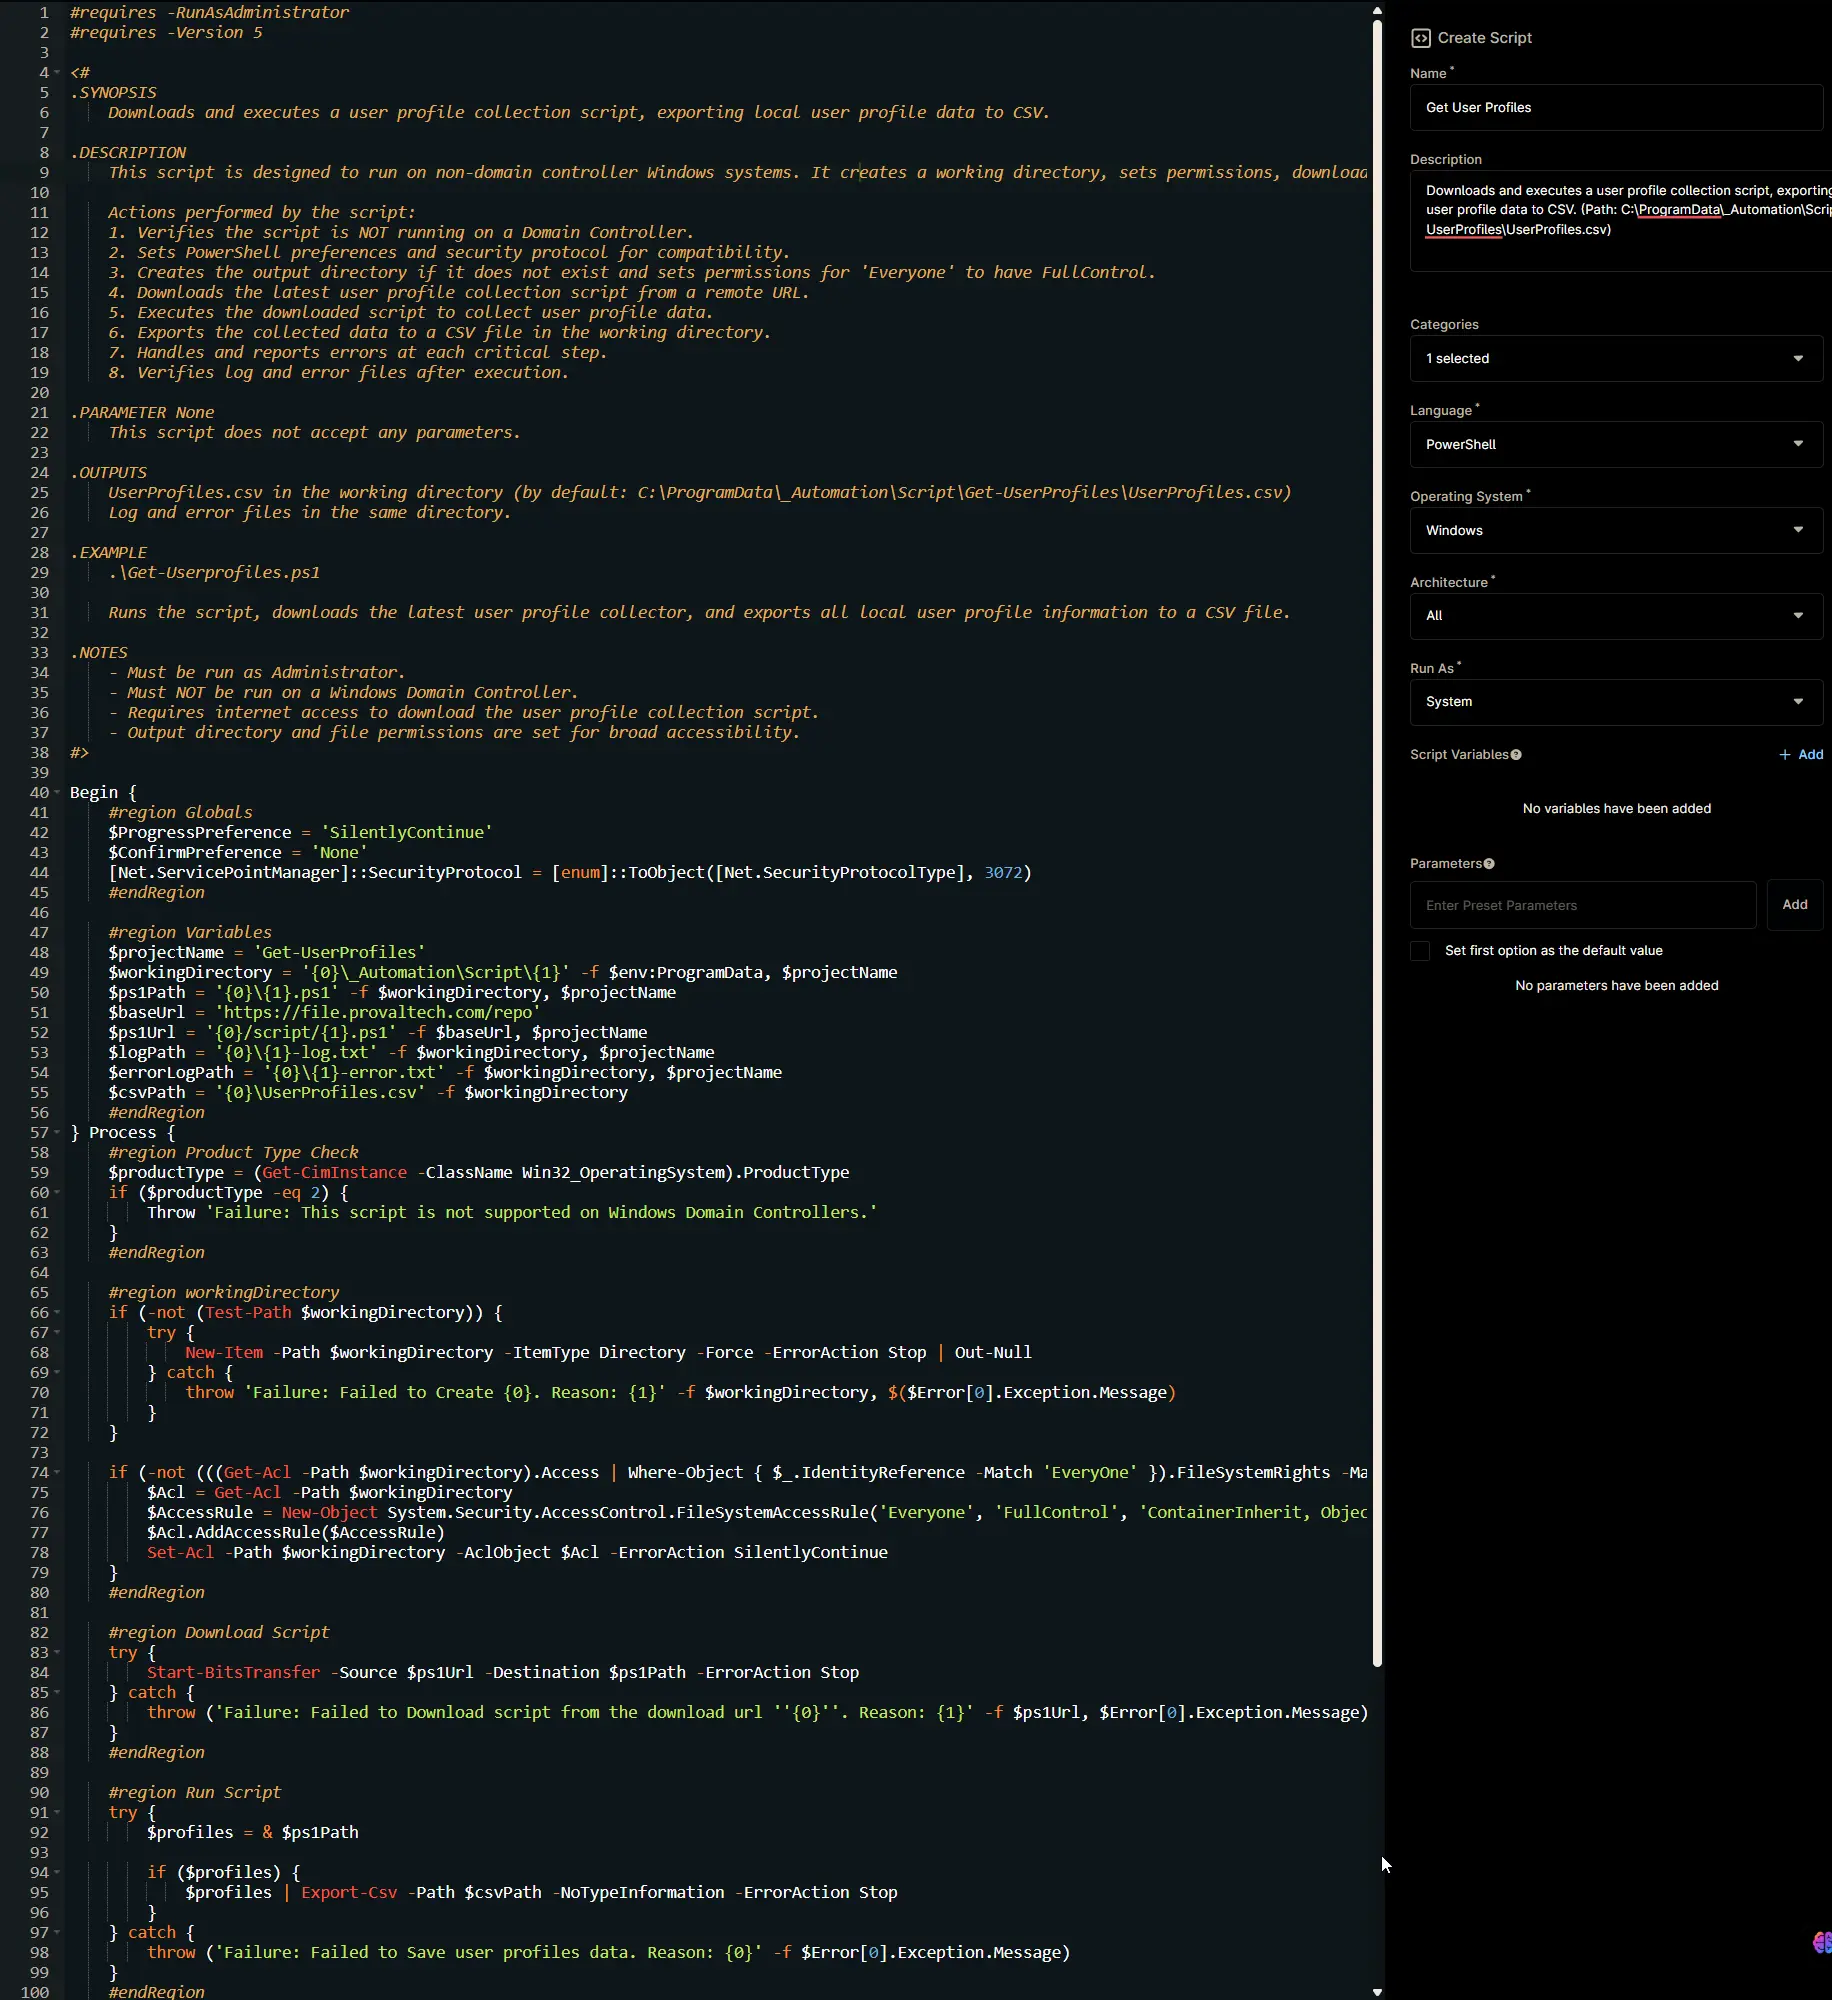 1 #requires -RunAsAdministrator
2 #requires -Version 5
3
4 <#
5 .SYNOPSIS
6 Downloads and executes a user profile collection script, exporting local user profile data to CSV.
7
8 .DESCRIPTION
9 This script is designed to run on non-domain controller Windows systems. It creates a working directory, sets permissions, downloa
10
11 Actions performed by the script:
12 1. Verifies the script is NOT running on a Domain Controller.
13 2. Sets PowerShell preferences and security protocol for compatibility.
14 3. Creates the output directory if it does not exist and sets permissions for 'Everyone' to have FullControl.
15 4. Downloads the latest user profile collection script from a remote URL.
16 5. Executes the downloaded script to collect user profile data.
17 6. Exports the collected data to a CSV file in the working directory.
18 7. Handles and reports errors at each critical step.
19 8. Verifies log and error files after execution.
20
21 .PARAMETER None
22 This script does not accept any parameters.
23
24 .OUTPUTS
25 UserProfiles.csv in the working directory (by default: C:\ProgramData\_Automation\Script\Get-UserProfiles\UserProfiles.csv)
26 Log and error files in the same directory.
27
28 .EXAMPLE
29 .\Get-Userprofiles.ps1
30
31 Runs the script, downloads the latest user profile collector, and exports all local user profile information to a CSV file.
32
33 .NOTES
34 - Must be run as Administrator.
35 - Must NOT be run on a Windows Domain Controller.
36 - Requires internet access to download the user profile collection script.
37 - Output directory and file permissions are set for broad accessibility.
38 #>
39
40 Begin {
41 #region Globals
42 $ProgressPreference = 'SilentlyContinue'
43 $ConfirmPreference = 'None'
44 [Net.ServicePointManager]::SecurityProtocol = [enum]::ToObject([Net.SecurityProtocolType], 3072)
45 #endRegion
46
47 #region Variables
48 $projectName = 'Get-UserProfiles'
49 $workingDirectory = '{0}\_Automation\Script\{1}' -f $env:ProgramData, $projectName
50 $ps1Path = '{0}\{1}.ps1' -f $workingDirectory, $projectName
51 $baseUrl = 'https://file.provaltech.com/repo'
52 $ps1Url = '{0}/script/{1}.ps1' -f $baseUrl, $projectName
53 $logPath = '{0}\{1}-log.txt' -f $workingDirectory, $projectName
54 $errorLogPath = '{0}\{1}-error.txt' -f $workingDirectory, $projectName
55 $csvPath = '{0}\UserProfiles.csv' -f $workingDirectory
56 #endRegion
57 } Process {
58 #region Product Type Check
59 $productType = (Get-CimInstance -ClassName Win32_OperatingSystem).ProductType
60 if ($productType -eq 2) {
61 Throw 'Failure: This script is not supported on Windows Domain Controllers.'
62 }
63 #endRegion
64
65 #region workingDirectory
66 if (-not (Test-Path $workingDirectory)) {
67 try {
68 New-Item -Path $workingDirectory -ItemType Directory -Force -ErrorAction Stop | Out-Null
69 } catch {
70 throw 'Failure: Failed to Create {0}. Reason: {1}' -f $workingDirectory, $($Error[0].Exception.Message)
71 }
72 }
73
74 if (-not (((Get-Acl -Path $workingDirectory).Access | Where-Object { $_.IdentityReference -Match 'EveryOne' }).FileSystemRights -Ma
75 $Acl = Get-Acl -Path $workingDirectory
76 $AccessRule = New-Object System.Security.AccessControl.FileSystemAccessRule('Everyone', 'FullControl', 'ContainerInherit, Objec
77 $Acl.AddAccessRule($AccessRule)
78 Set-Acl -Path $workingDirectory -AclObject $Acl -ErrorAction SilentlyContinue
79 }
80 #endRegion
81
82 #region Download Script
83 try {
84 Start-BitsTransfer -Source $ps1Url -Destination $ps1Path -ErrorAction Stop
85 } catch {
86 throw ('Failure: Failed to Download script from the download url ''{0}''. Reason: {1}' -f $ps1Url, $Error[0].Exception.Message)
87 }
88 #endRegion
89
90 #region Run Script
91 try {
92 $profiles = & $ps1Path
93
94 if ($profiles) {
95 $profiles | Export-Csv -Path $csvPath -NoTypeInformation -ErrorAction Stop
96 }
97 } catch {
98 throw ('Failure: Failed to Save user profiles data. Reason: {0}' -f $Error[0].Exception.Message)
99 }
100 #endRegion
Create Script
Name *
Get User Profiles
Description
Downloads and executes a user profile collection script, exporting
user profile data to CSV. (Path: C:\ProgramData\_Automation\Scrip
UserProfiles\UserProfiles.csv)
Categories
1 selected
Language *
PowerShell
Operating System *
Windows
Architecture *
All
Run As *
System
Script Variables
+ Add
No variables have been added
Parameters
Enter Preset Parameters
Add
Set first option as the default value
No parameters have been added